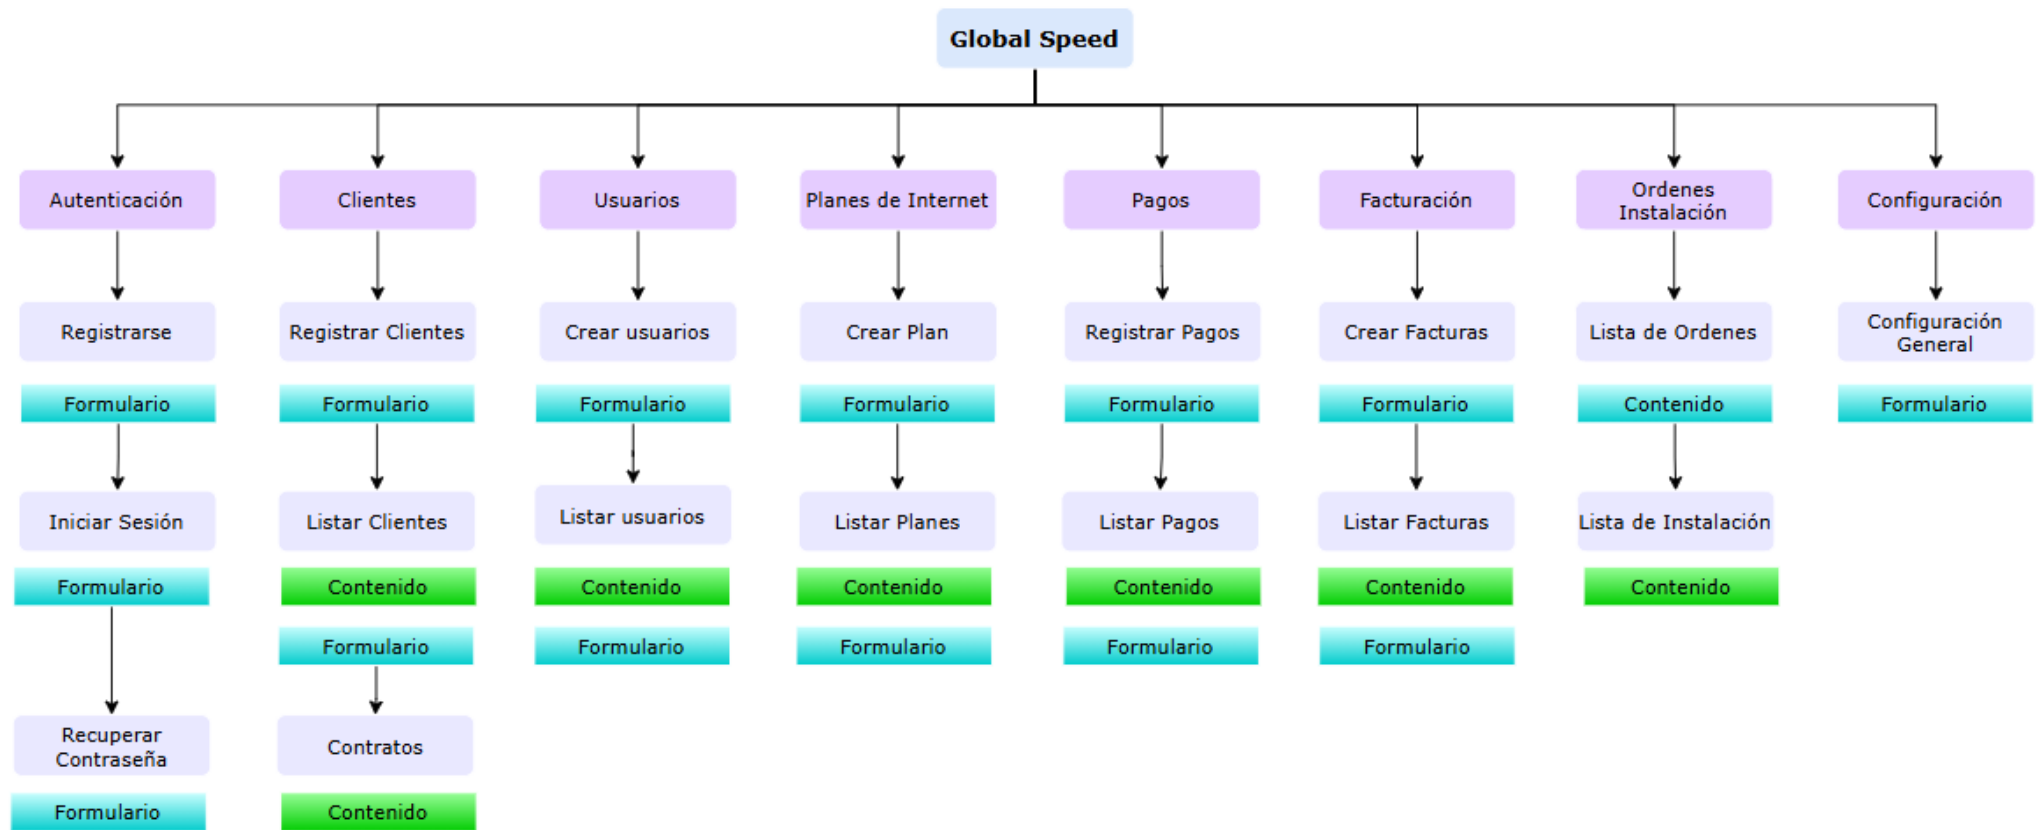 Global Speed
Autenticación
Clientes
Usuarios
Planes de Internet
Pagos
Facturación
Ordenes
Instalación
Configuración
Registrarse
Registrar Clientes
Crear usuarios
Crear Plan
Registrar Pagos
Crear Facturas
Lista de Ordenes
Configuración
General
Formulario
Formulario
Formulario
Formulario
Formulario
Formulario
Contenido
Formulario
Iniciar Sesión
Listar Clientes
Listar usuarios
Listar Planes
Listar Pagos
Listar Facturas
Lista de Instalación
Formulario
Contenido
Contenido
Contenido
Contenido
Contenido
Contenido
Formulario
Formulario
Formulario
Formulario
Formulario
Recuperar
Contraseña
Contratos
Formulario
Contenido